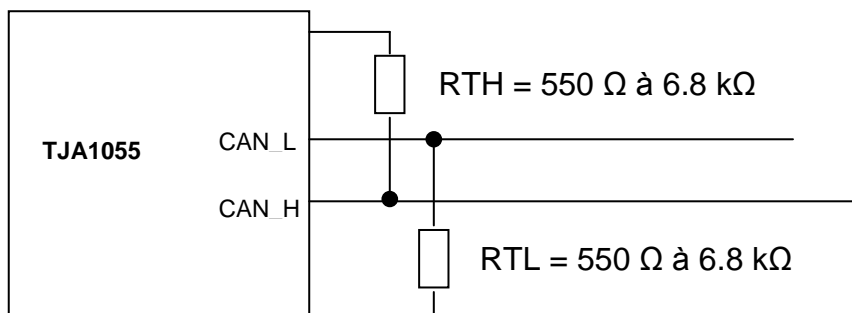 RTH = 550 Ω à 6.8 kΩ
TJA1055
CAN_L
CAN_H
RTL = 550 Ω à 6.8 kΩ